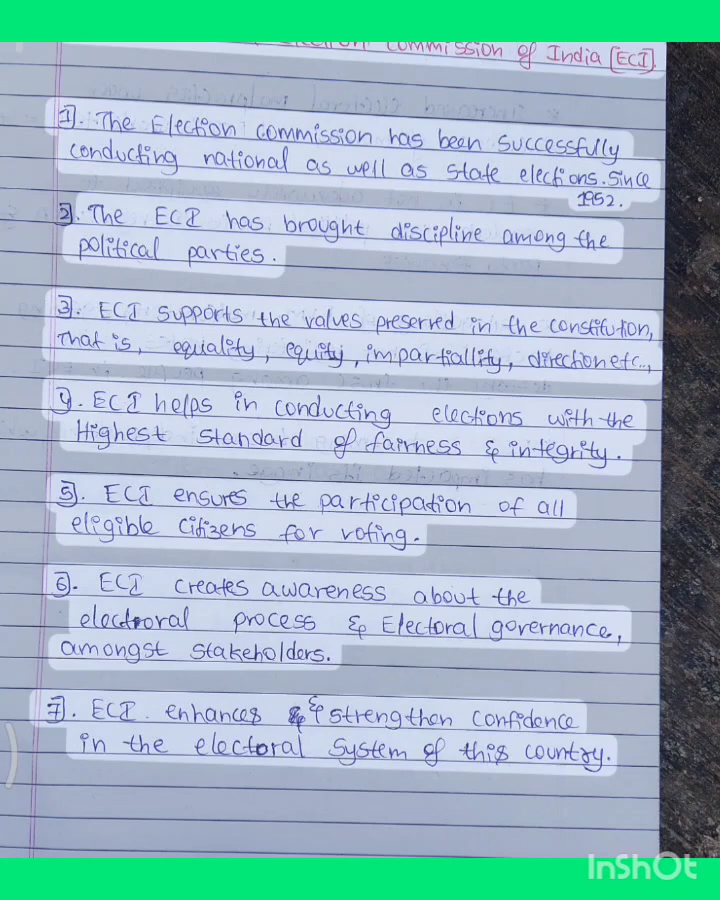 Commission of India [ECI]
1. The Election commission has been successfully
conducting national as well as state elections. Since
1952.
2. The ECI has brought discipline among the
political parties.
3. ECI supports the values preserved in the constitution,
That is, equality, equity, impartiallity, direction etc..,
4. ECI helps in conducting elections with the
Highest standard of fairness & integrity.
5. ECI ensures the participation of all
eligible citizens for voting.
6. ECI creates awareness about the
electroral process & Electoral governance,
amongst stakeholders.
7. ECI. enhances & strengthen confidence
in the electoral system of this country.
InShOt